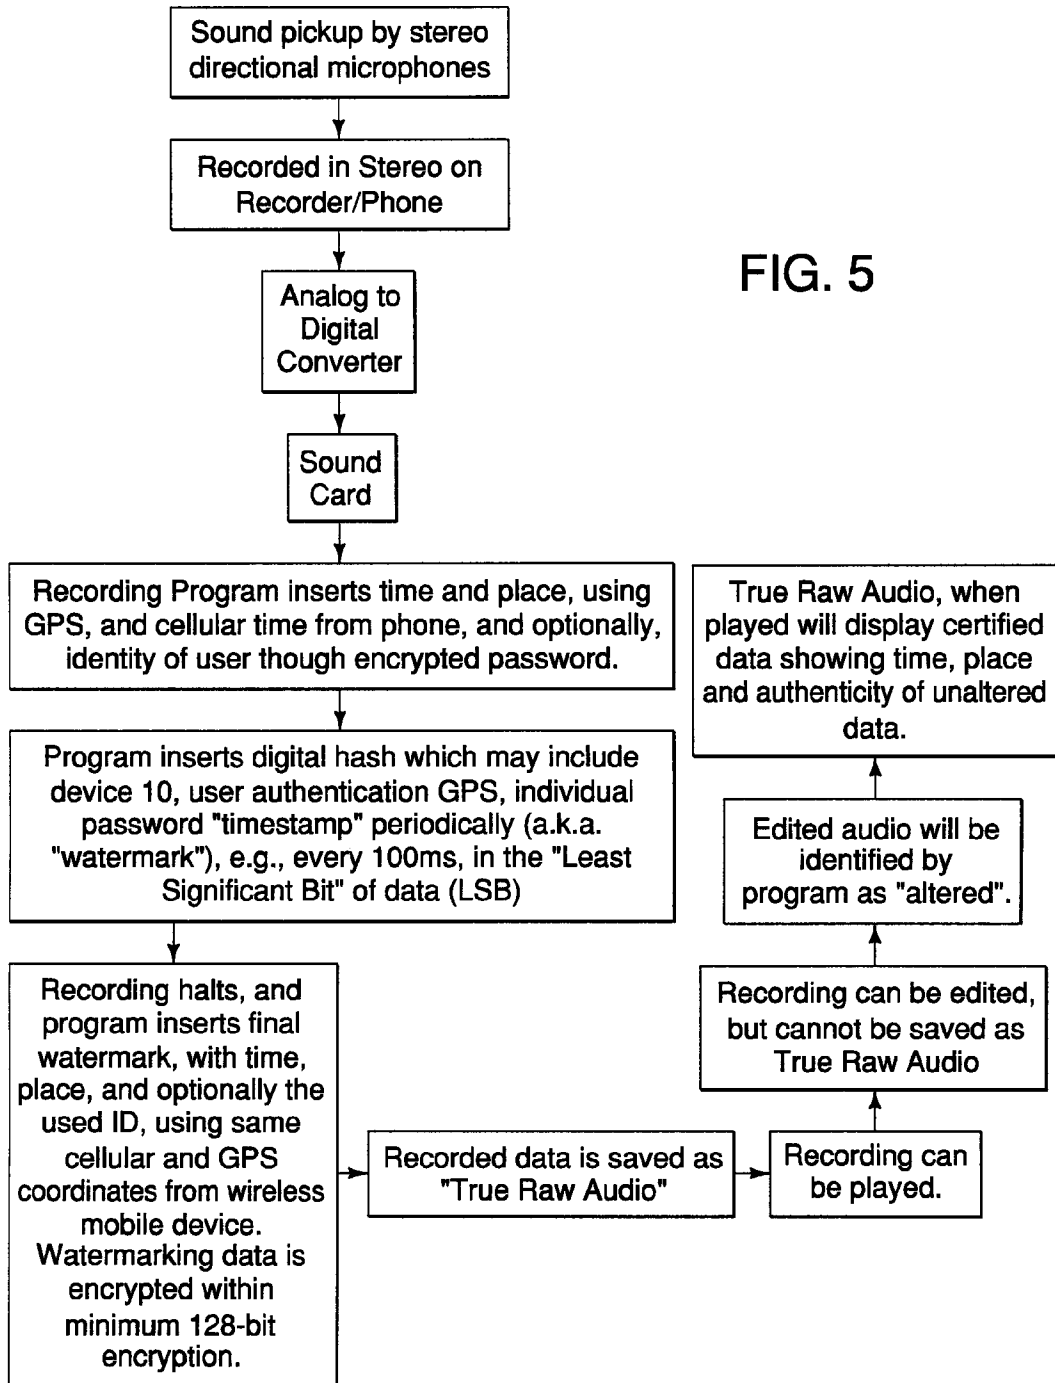 Sound pickup by stereo
directional microphones
Recorded in Stereo on
Recorder/Phone
FIG. 5
Analog to
Digital
Converter
Sound
Card
Recording Program inserts time and place, using
GPS, and cellular time from phone, and optionally,
identity of user though encrypted password.
Program inserts digital hash which may include
device 10, user authentication GPS, individual
password "timestamp" periodically (a.k.a.
"watermark"), e.g., every 100ms, in the "Least
Significant Bit" of data (LSB)
Recording halts, and
program inserts final
watermark, with time,
place, and optionally the
used ID, using same
cellular and GPS
coordinates from wireless
mobile device.
Watermarking data is
encrypted within
minimum 128-bit
encryption.
Recorded data is saved as
"True Raw Audio"
Recording can
be played.
Recording can be edited,
but cannot be saved as
True Raw Audio
Edited audio will be
identified by
program as "altered".
True Raw Audio, when
played will display certified
data showing time, place
and authenticity of unaltered
data.